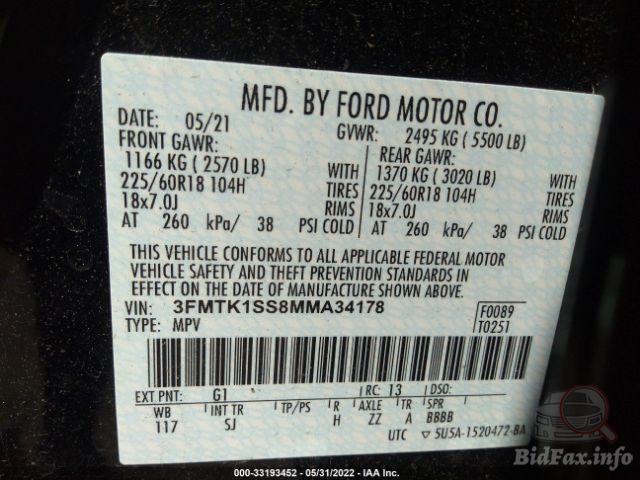 MFD. BY FORD MOTOR CO.
DATE: 05/21 GVWR: 2495 KG ( 5500 LB)
FRONT GAWR: REAR GAWR:
1166 KG ( 2570 LB) WITH 1370 KG ( 3020 LB) WITH
225/60R18 104H TIRES 225/60R18 104H TIRES
18x7.0J RIMS 18x7.0J RIMS
AT 260 kPa/ 38 PSI COLD AT 260 kPa/ 38 PSI COLD
THIS VEHICLE CONFORMS TO ALL APPLICABLE FEDERAL MOTOR
VEHICLE SAFETY AND THEFT PREVENTION STANDARDS IN
EFFECT ON THE DATE OF MANUFACTURE SHOWN ABOVE.
VIN: 3FMTK1SS8MMA34178 F0089
TYPE: MPV T0251
EXT PNT: G1 RC: 13 DSO:
WB INT TR TP/PS R AXLE TR SPR
117 SJ H ZZ A BBBB
UTC ▽ 5U5A-1520472-BA
000-33193452 - 05/31/2022 - IAA Inc.
BidFax.info